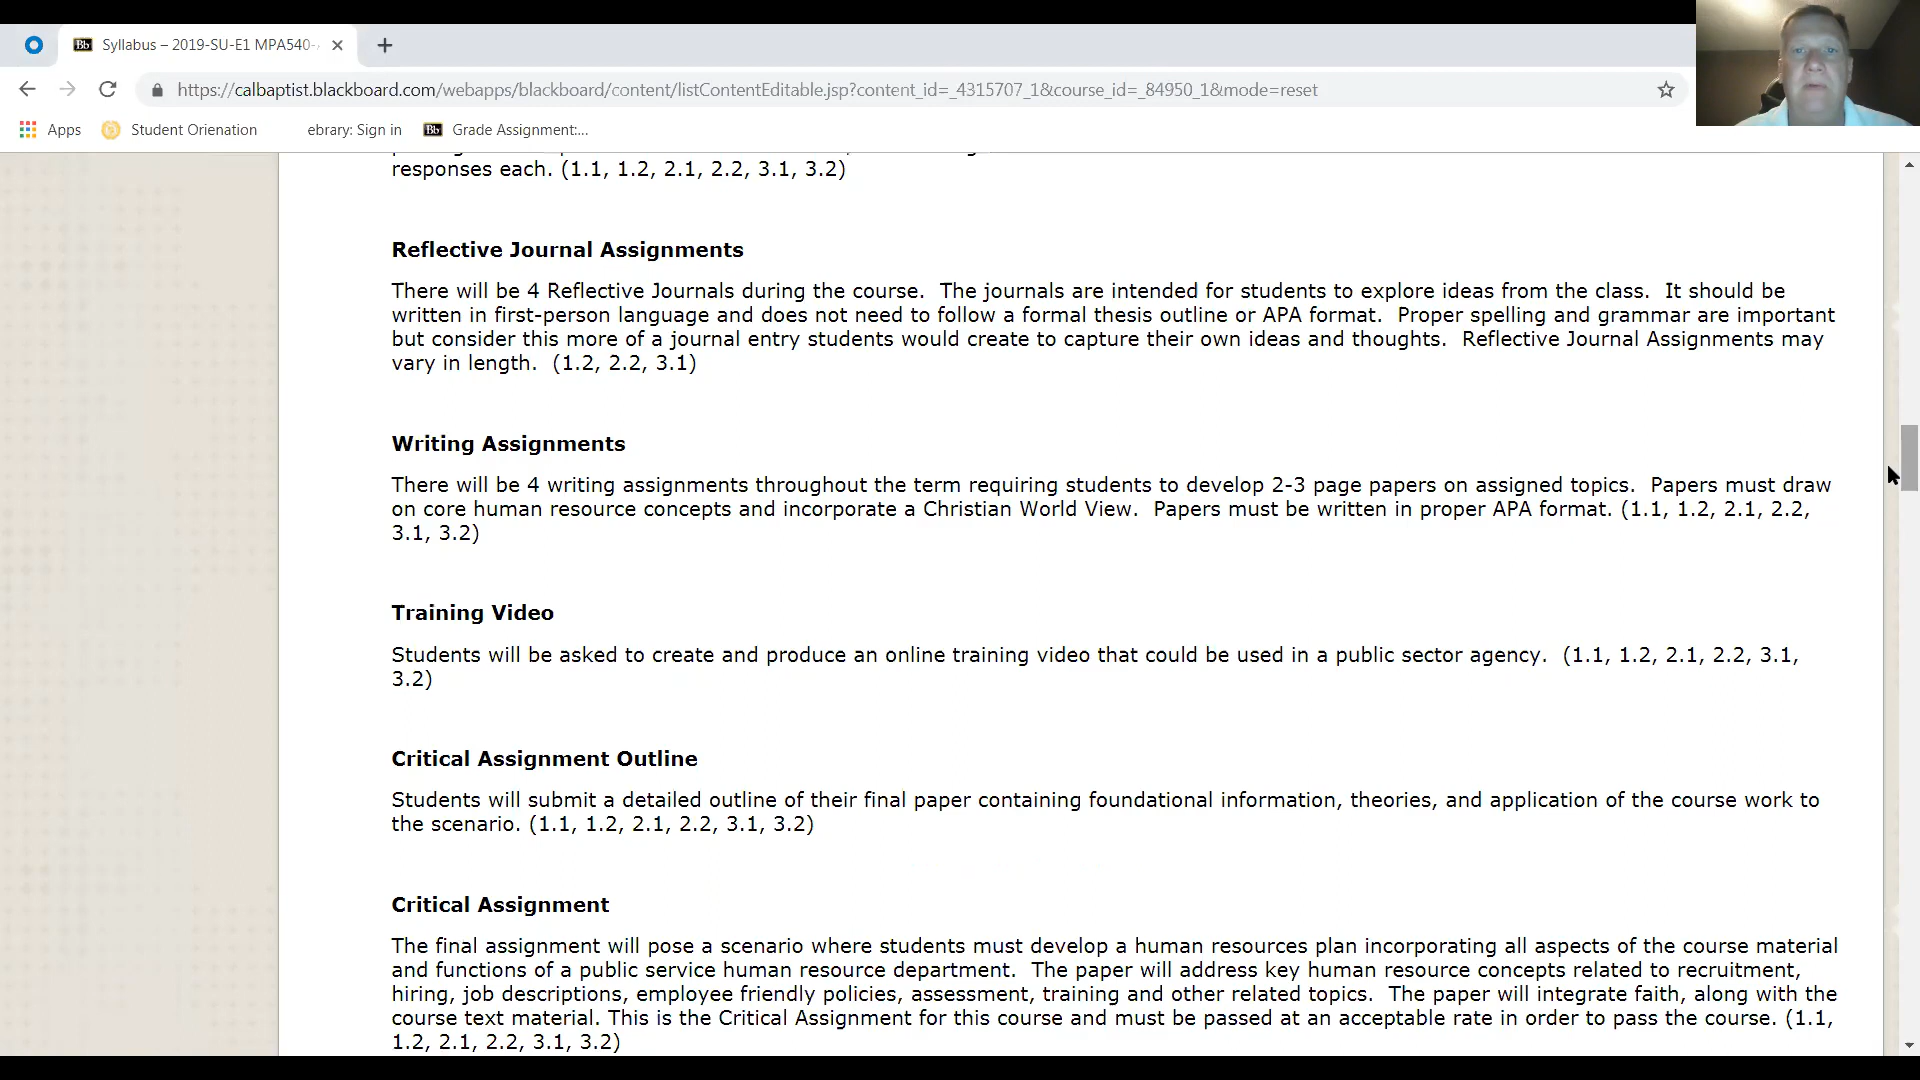 Syllabus – 2019-SU-E1 MPA540-
https://calbaptist.blackboard.com/webapps/blackboard/content/listContentEditable.jsp?content_id=_4315707_1&course_id=_84950_1&mode=reset
Apps Student Orienation ebrary: Sign in Bb Grade Assignment:...
responses each. (1.1, 1.2, 2.1, 2.2, 3.1, 3.2)
Reflective Journal Assignments
There will be 4 Reflective Journals during the course. The journals are intended for students to explore ideas from the class. It should be
written in first-person language and does not need to follow a formal thesis outline or APA format. Proper spelling and grammar are important
but consider this more of a journal entry students would create to capture their own ideas and thoughts. Reflective Journal Assignments may
vary in length. (1.2, 2.2, 3.1)
Writing Assignments
There will be 4 writing assignments throughout the term requiring students to develop 2-3 page papers on assigned topics. Papers must draw
on core human resource concepts and incorporate a Christian World View. Papers must be written in proper APA format. (1.1, 1.2, 2.1, 2.2,
3.1, 3.2)
Training Video
Students will be asked to create and produce an online training video that could be used in a public sector agency. (1.1, 1.2, 2.1, 2.2, 3.1,
3.2)
Critical Assignment Outline
Students will submit a detailed outline of their final paper containing foundational information, theories, and application of the course work to
the scenario. (1.1, 1.2, 2.1, 2.2, 3.1, 3.2)
Critical Assignment
The final assignment will pose a scenario where students must develop a human resources plan incorporating all aspects of the course material
and functions of a public service human resource department. The paper will address key human resource concepts related to recruitment,
hiring, job descriptions, employee friendly policies, assessment, training and other related topics. The paper will integrate faith, along with the
course text material. This is the Critical Assignment for this course and must be passed at an acceptable rate in order to pass the course. (1.1,
1.2, 2.1, 2.2, 3.1, 3.2)